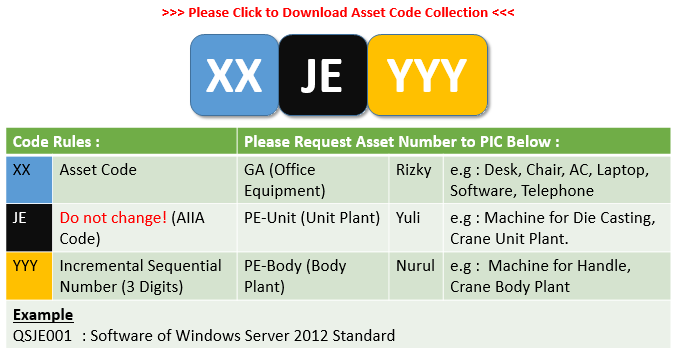 >>> Please Click to Download Asset Code Collection <<<
XX JE YYY
Code Rules : Please Request Asset Number to PIC Below :
XX Asset Code GA (Office Equipment) Rizky e.g : Desk, Chair, AC, Laptop, Software, Telephone
JE Do not change! (AIIA Code) PE-Unit (Unit Plant) Yuli e.g : Machine for Die Casting, Crane Unit Plant.
YYY Incremental Sequential Number (3 Digits) PE-Body (Body Plant) Nurul e.g :  Machine for Handle, Crane Body Plant
Example
QSJE001  : Software of Windows Server 2012 Standard